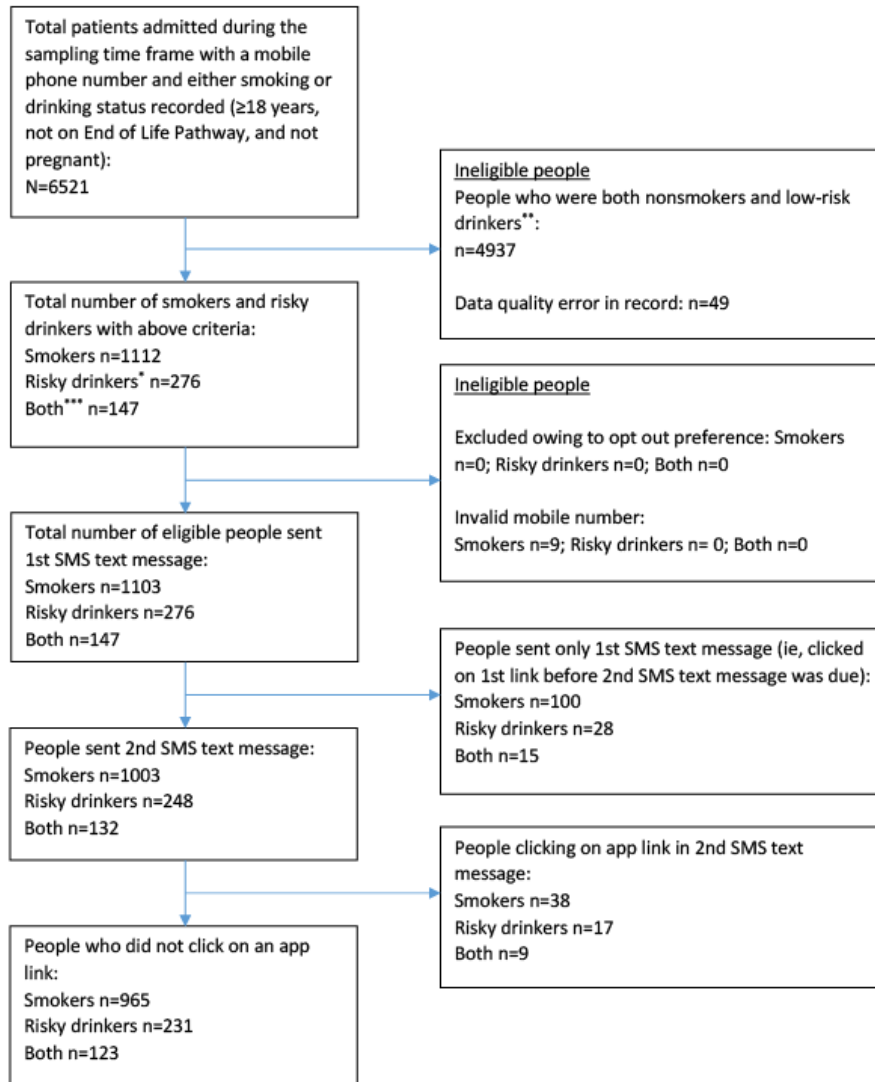 Total patients admitted during the
sampling time frame with a mobile
phone number and either smoking or
drinking status recorded (≥18 years,
not on End of Life Pathway, and not
pregnant):
N=6521
Ineligible people
People who were both nonsmokers and low-risk
drinkers**:
n=4937
Data quality error in record: n=49
Total number of smokers and risky
drinkers with above criteria:
Smokers n=1112
Risky drinkers* n=276
Both*** n=147
Ineligible people
Excluded owing to opt out preference: Smokers
n=0; Risky drinkers n=0; Both n=0
Invalid mobile number:
Smokers n=9; Risky drinkers n= 0; Both n=0
Total number of eligible people sent
1st SMS text message:
Smokers n=1103
Risky drinkers n=276
Both n=147
People sent only 1st SMS text message (ie, clicked
on 1st link before 2nd SMS text message was due):
Smokers n=100
Risky drinkers n=28
Both n=15
People sent 2nd SMS text message:
Smokers n=1003
Risky drinkers n=248
Both n=132
People clicking on app link in 2nd SMS text
message:
Smokers n=38
Risky drinkers n=17
Both n=9
People who did not click on an app
link:
Smokers n=965
Risky drinkers n=231
Both n=123